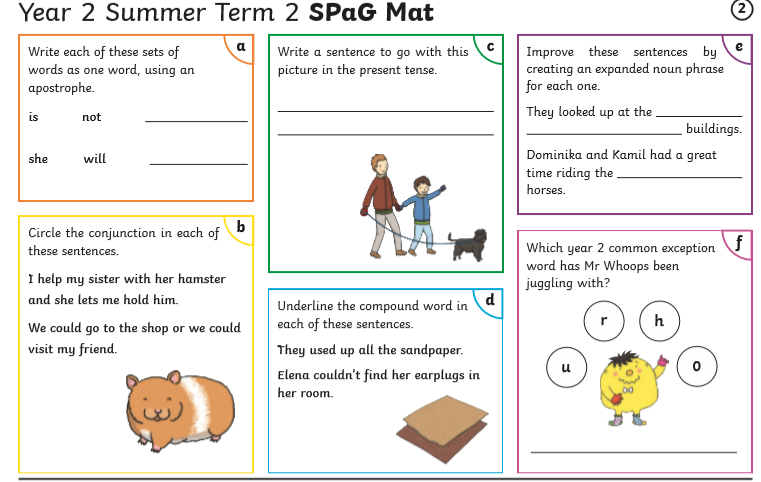 Year 2 Summer Term 2 SPaG Mat
2
a
Write each of these sets of
words as one word, using an
apostrophe.
is not
she will
b
Circle the conjunction in each of
these sentences.
I help my sister with her hamster
and she lets me hold him.
We could go to the shop or we could
visit my friend.
c
Write a sentence to go with this
picture in the present tense.
d
Underline the compound word in
each of these sentences.
They used up all the sandpaper.
Elena couldn't find her earplugs in
her room.
e
Improve these sentences by
creating an expanded noun phrase
for each one.
They looked up at the
buildings.
Dominika and Kamil had a great
time riding the
horses.
f
Which year 2 common exception
word has Mr Whoops been
juggling with?
r h
u o